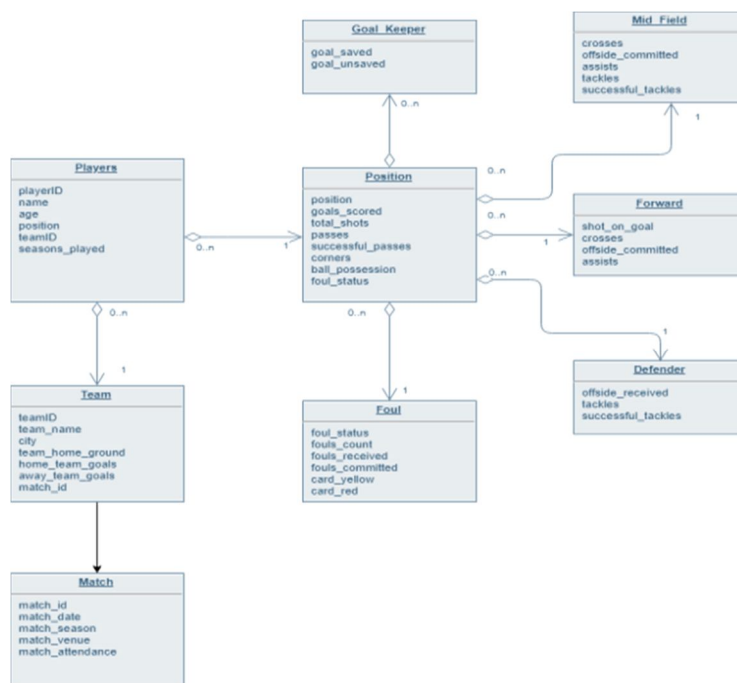 Goal_Keeper
goal_saved
goal_unsaved
0..n
Mid_Field
crosses
offside_committed
assists
tackles
successful_tackles
1
Players
playerID
name
age
position
teamID
seasons_played
0..n
1
0..n
Position
position
goals_scored
total_shots
passes
successful_passes
corners
ball_possession
foul_status
0..n
0..n
1
0..n
0..n
Forward
shot_on_goal
crosses
offside_committed
assists
1
1
Team
teamID
team_name
city
team_home_ground
home_team_goals
away_team_goals
match_id
1
Foul
foul_status
fouls_count
fouls_received
fouls_committed
card_yellow
card_red
Defender
offside_received
tackles
successful_tackles
Match
match_id
match_date
match_season
match_venue
match_attendance